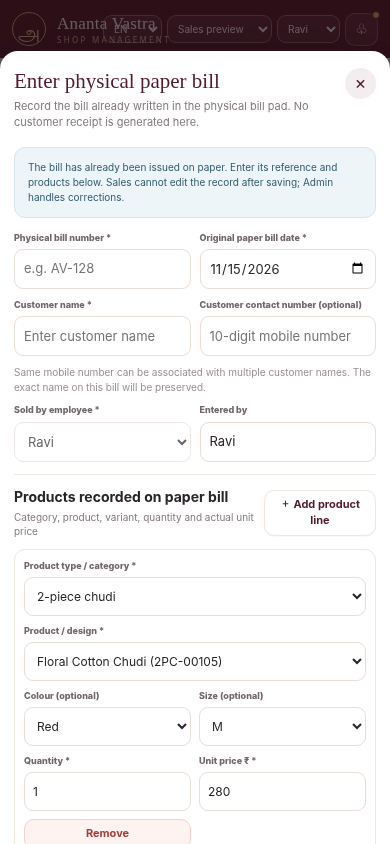 Ananta Vastra
SHOP MANAGEMENT
EN
Sales preview
Ravi
Enter physical paper bill
×
Record the bill already written in the physical bill pad. No
customer receipt is generated here.
The bill has already been issued on paper. Enter its reference and
products below. Sales cannot edit the record after saving; Admin
handles corrections.
Physical bill number *
Original paper bill date *
e.g. AV-128
11/15/2026
Customer name *
Customer contact number (optional)
Enter customer name
10-digit mobile number
Same mobile number can be associated with multiple customer names. The
exact name on this bill will be preserved.
Sold by employee *
Entered by
Ravi
Ravi
Products recorded on paper bill
+ Add product
line
Category, product, variant, quantity and actual unit
price
Product type / category *
2-piece chudi
Product / design *
Floral Cotton Chudi (2PC-00105)
Colour (optional)
Size (optional)
Red
M
Quantity *
Unit price ₹ *
1
280
Remove